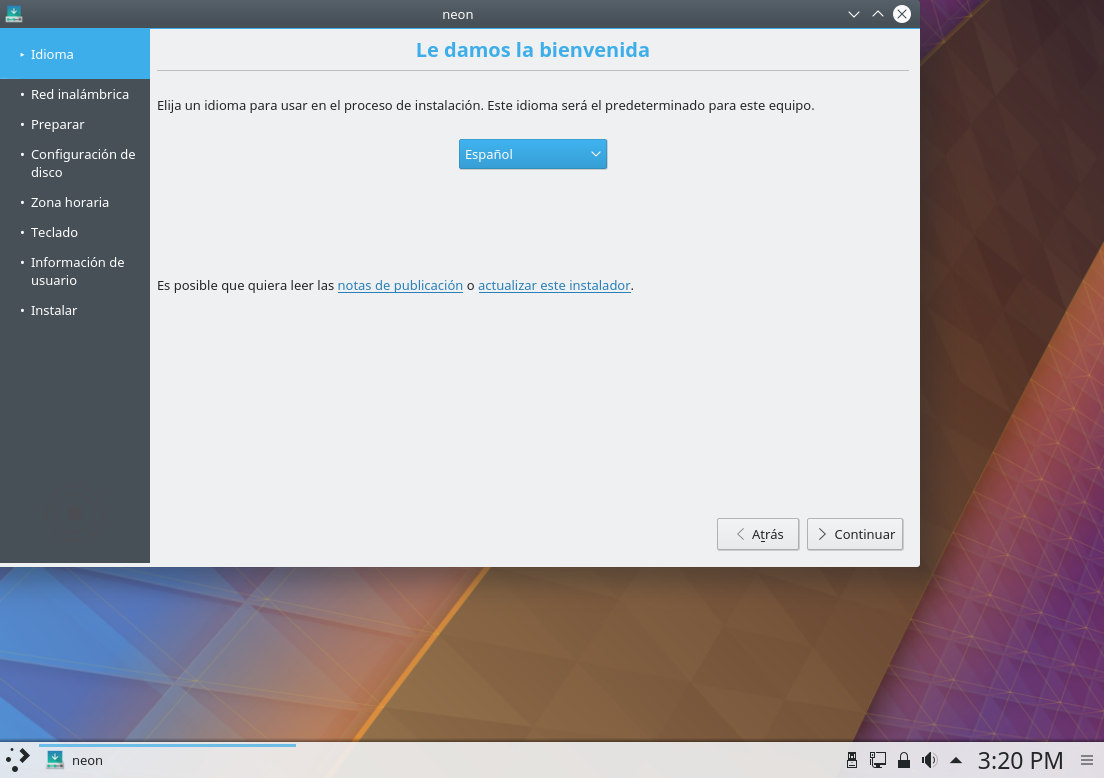 neon
Idioma
Red inalámbrica
Preparar
Configuración de
disco
Zona horaria
Teclado
Información de
usuario
Instalar
Le damos la bienvenida
Elija un idioma para usar en el proceso de instalación. Este idioma será el predeterminado para este equipo.
Español
Es posible que quiera leer las notas de publicación o actualizar este instalador.
Atrás
Continuar
neon
3:20 PM